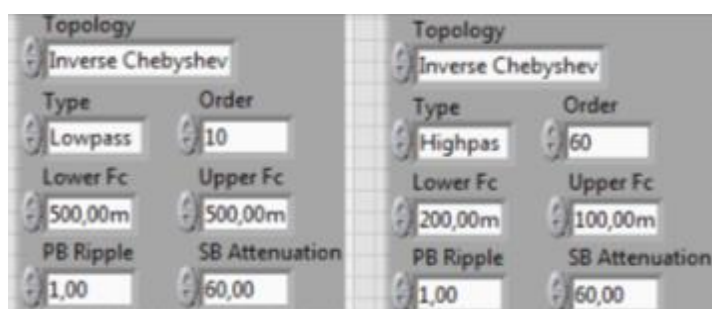 Topology
Inverse Chebyshev
Type Order
Lowpass 10
Lower Fc Upper Fc
500,00m 500,00m
PB Ripple SB Attenuation
1,00 60,00
Topology
Inverse Chebyshev
Type Order
Highpas 60
Lower Fc Upper Fc
200,00m 100,00m
PB Ripple SB Attenuation
1,00 60,00